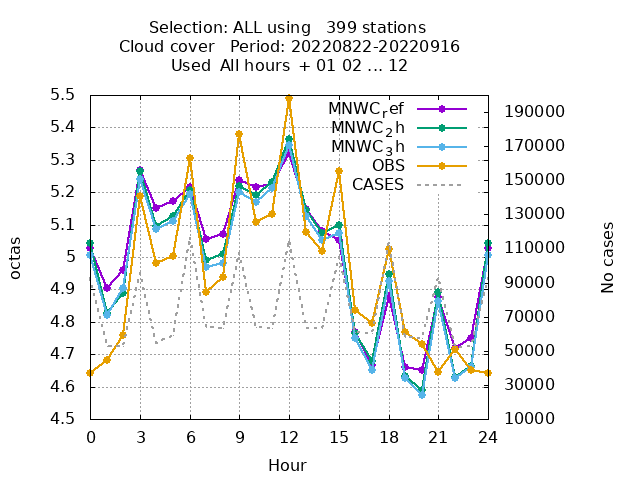 Selection: ALL using   399 stations
Cloud cover   Period: 20220822-20220916
Used  All hours  + 01 02 ... 12
MNWCref
MNWC2h
MNWC3h
OBS
CASES
octas
5.5
5.4
5.3
5.2
5.1
5
4.9
4.8
4.7
4.6
4.5
190000
170000
150000
130000
110000
90000
70000
50000
30000
10000
No cases
0 3 6 9 12 15 18 21 24
Hour